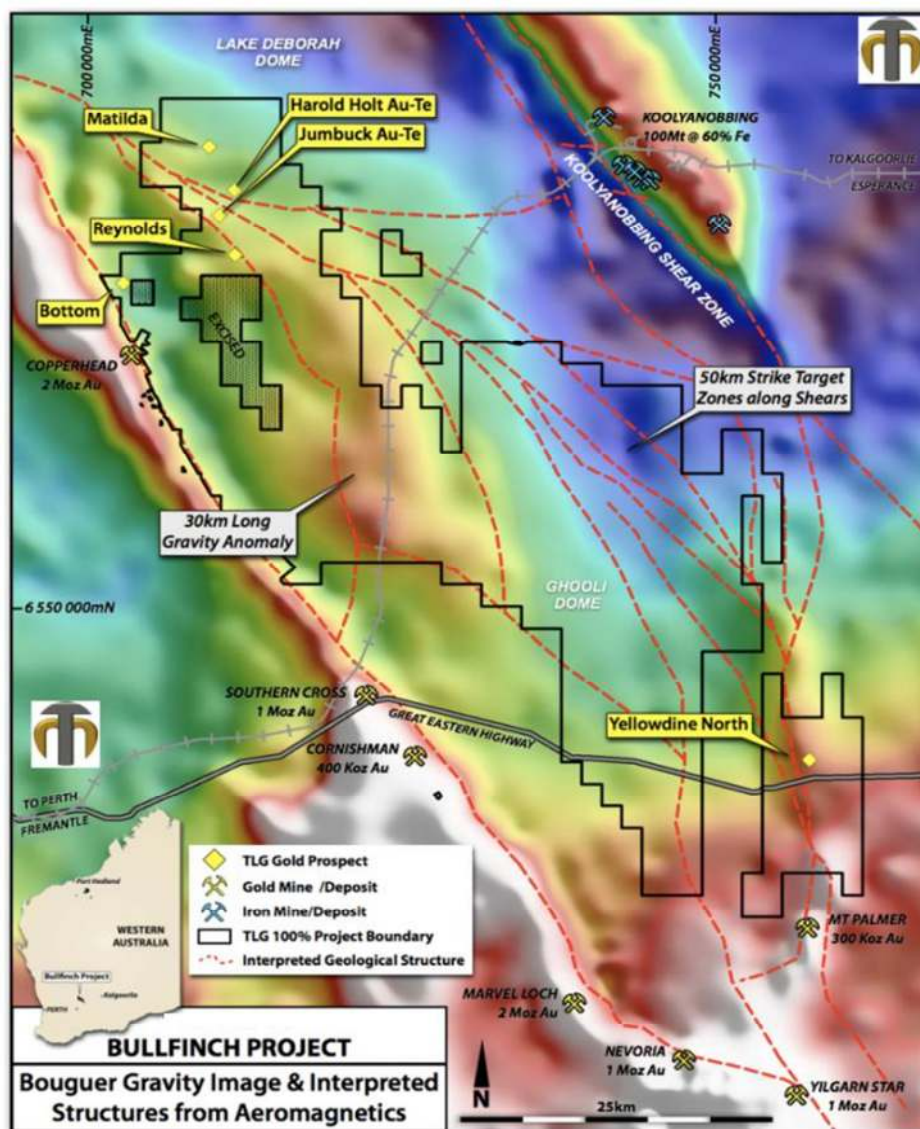 LAKE DEBORAH
DOME
700 000mE
750 000mE
Matilda
Harold Holt Au-Te
Jumbuck Au-Te
KOOLYANOBBING
100Mt @ 60% Fe
TO KALGOORLIE
ESPERANCE
KOOLYANOBBING SHEAR ZONE
Reynolds
Bottom
EXCISED
COPPERHEAD
2 Moz Au
50km Strike Target
Zones along Shears
30km Long
Gravity Anomaly
GHOOLI
DOME
6 550 000mN
SOUTHERN CROSS
1 Moz Au
GREAT EASTERN HIGHWAY
Yellowdine North
CORNISHMAN
400 Koz Au
TO PERTH
FREMANTLE
Port Hedland
WESTERN
AUSTRALIA
Bullfinch Project
Kalgoorlie
PERTH
TLG Gold Prospect
Gold Mine /Deposit
Iron Mine/Deposit
TLG 100% Project Boundary
Interpreted Geological Structure
MT PALMER
300 Koz Au
MARVEL LOCH
2 Moz Au
NEVORIA
1 Moz Au
YILGARN STAR
1 Moz Au
BULLFINCH PROJECT
Bouguer Gravity Image & Interpreted
Structures from Aeromagnetics
N
25km